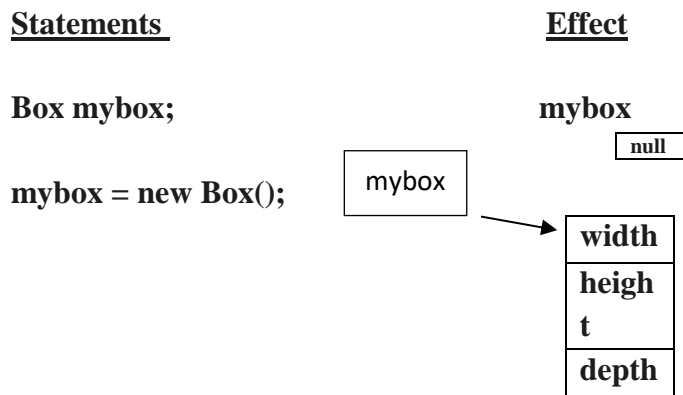 Statements Effect
Box mybox; mybox
null
mybox = new Box(); mybox
width
heigh
t
depth